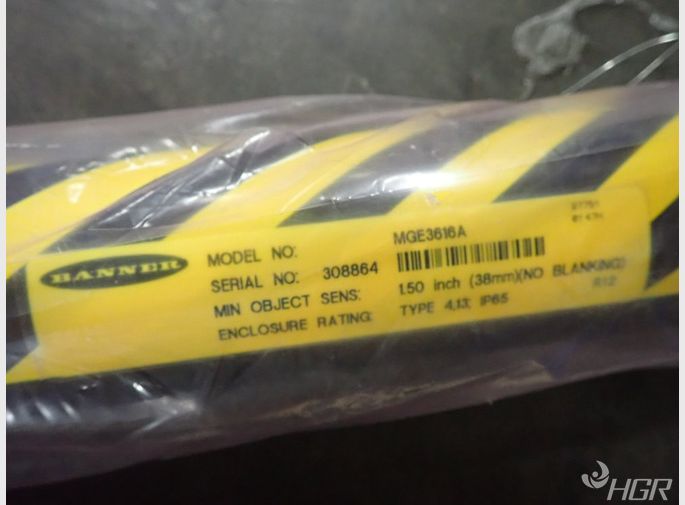 BANNER
MODEL NO: MGE3616A
SERIAL NO: 308864
MIN OBJECT SENS: 1.50 inch (38mm)(NO BLANKING)
ENCLOSURE RATING: TYPE 4,13; IP65
R12
HGR